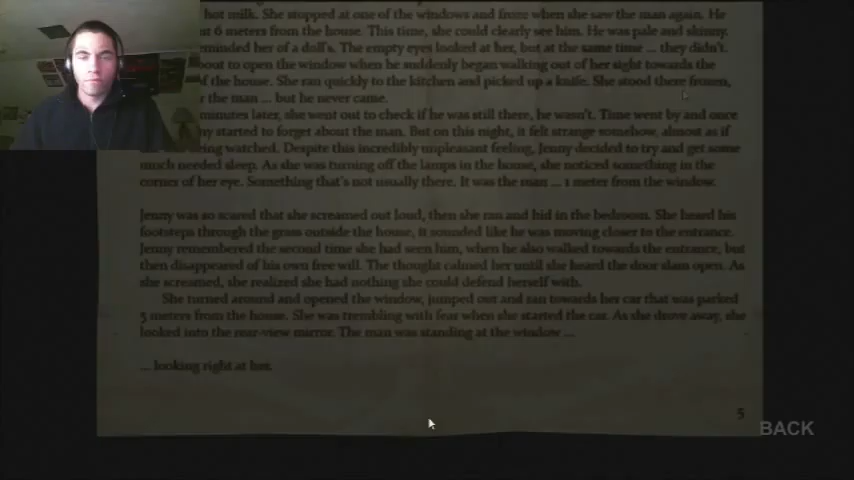 hot milk. She stopped at one of the windows and from when she saw the man again. He
6 meters from the house. This time, she could clearly see him. He was pale and skinny.
reminded her of a doll's. The empty eyes looked at her, but at the same time ... they didn't.
to open the window when he suddenly began walking out of her sight towards the
of the house. She ran quickly to the kitchen and picked up a knife. She stood there frozen,
the man ... but he never came.
minutes later, she went out to check if he was still there, he wasn't. Time went by and once
started to forget about the man. But on this night, it felt strange somehow, almost as if
being watched. Despite this incredibly unpleasant feeling, Jenny decided to try and get some
much needed sleep. As she was turning off the lamps in the house, she noticed something in the
corner of her eye. Something that's not usually there. It was the man ... 1 meter from the window.
Jenny was so scared that she screamed out loud, then she ran and hid in the bedroom. She heard his
footsteps through the grass outside the house, it sounded like he was moving closer to the entrance.
Jenny remembered the second time she had seen him, when he also walked towards the entrance, but
then disappeared of his own free will. The thought calmed her until she heard the door slam open. As
she screamed, she realized she had nothing she could defend herself with.
She turned around and opened the window, jumped out and ran towards her car that was parked
5 meters from the house. She was trembling with fear when she started the car. As she drove away, she
looked into the rear-view mirror. The man was standing at the window ...
... looking right at her.
5
BACK